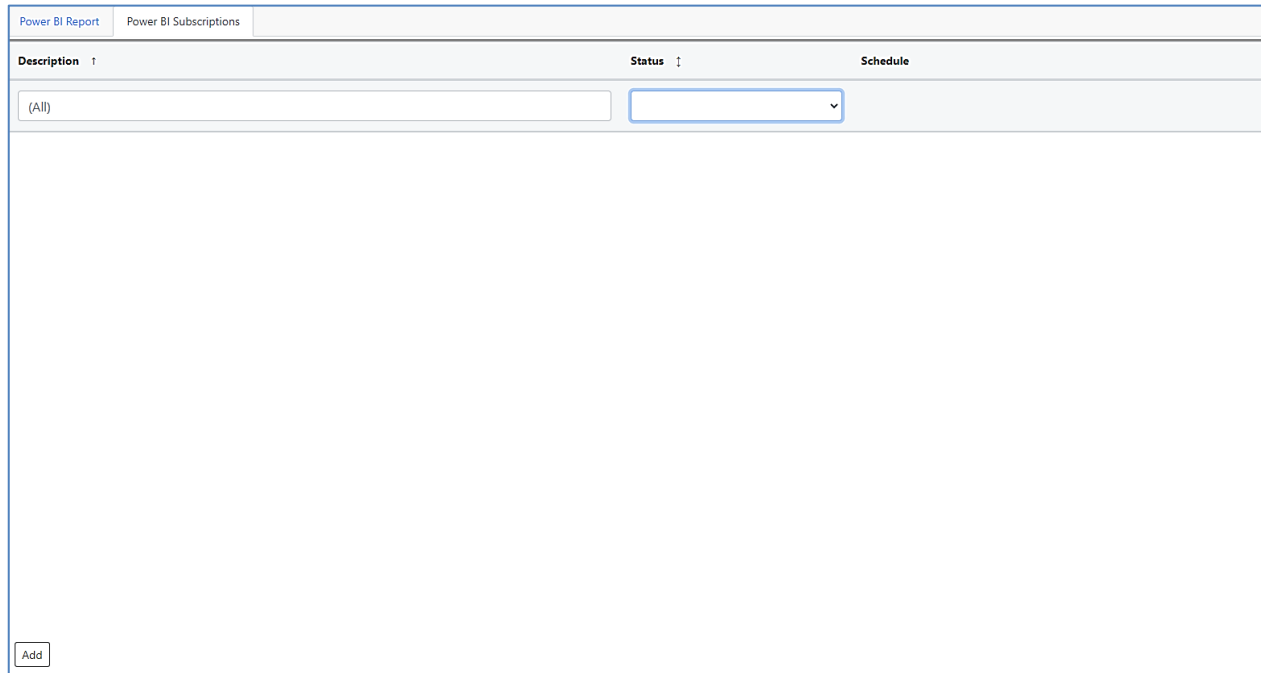 Power BI Report Power BI Subscriptions
Description ↑ Status ↕ Schedule
(All)
Add